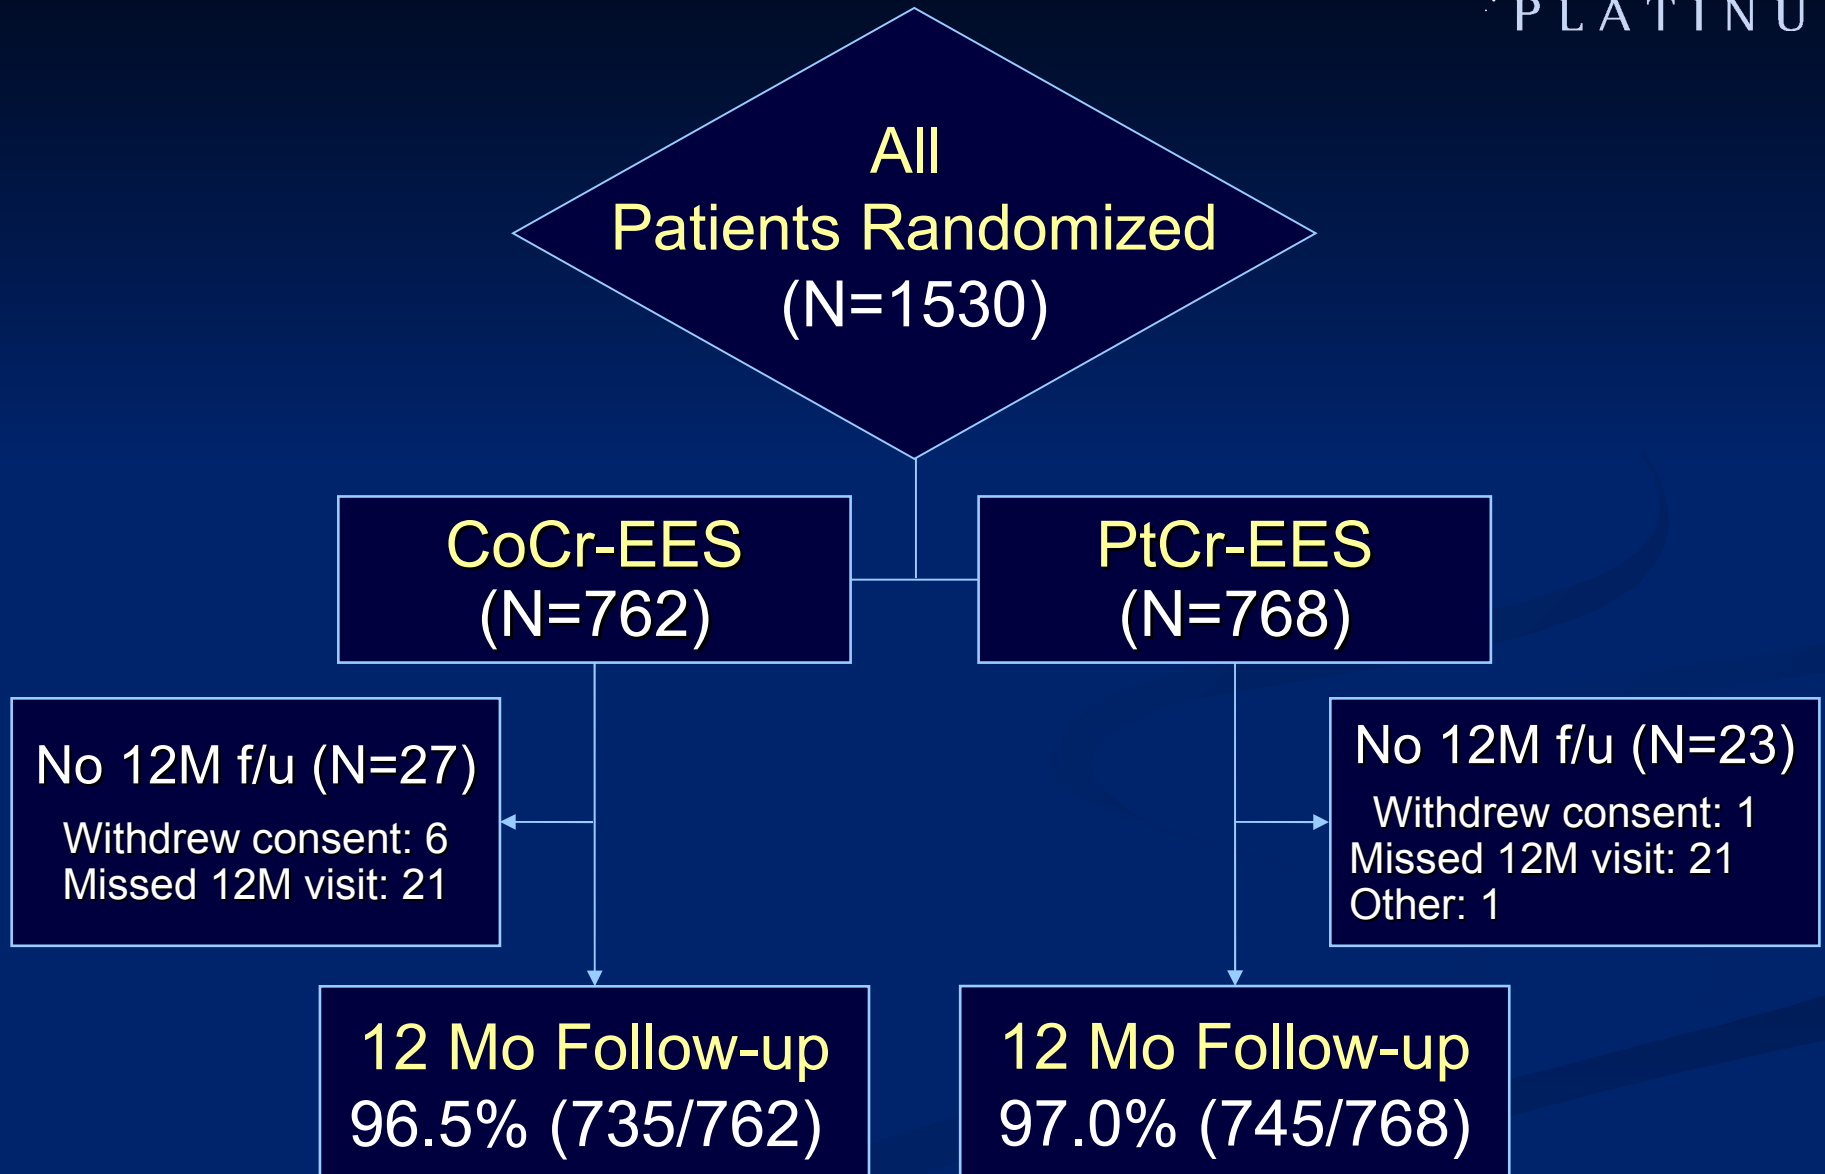 PLATINU
All
Patients Randomized
(N=1530)
CoCr-EES
(N=762)
PtCr-EES
(N=768)
No 12M f/u (N=27)
Withdrew consent: 6
Missed 12M visit: 21
No 12M f/u (N=23)
Withdrew consent: 1
Missed 12M visit: 21
Other: 1
12 Mo Follow-up
96.5% (735/762)
12 Mo Follow-up
97.0% (745/768)